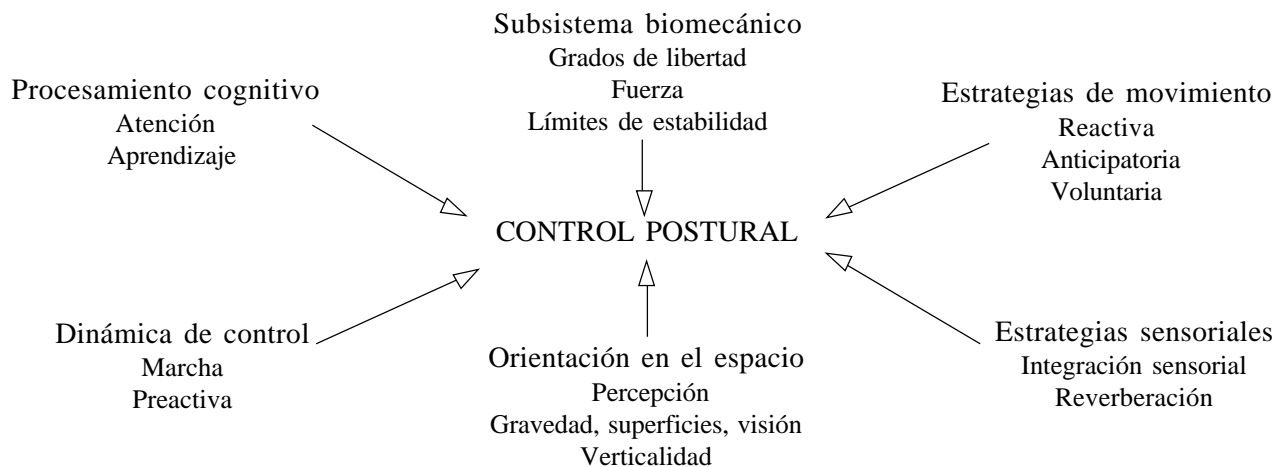 Subsistema biomecánico
Grados de libertad
Fuerza
Límites de estabilidad
Procesamiento cognitivo
Atención
Aprendizaje
Estrategias de movimiento
Reactiva
Anticipatoria
Voluntaria
CONTROL POSTURAL
Dinámica de control
Marcha
Preactiva
Orientación en el espacio
Percepción
Gravedad, superficies, visión
Verticalidad
Estrategias sensoriales
Integración sensorial
Reverberación